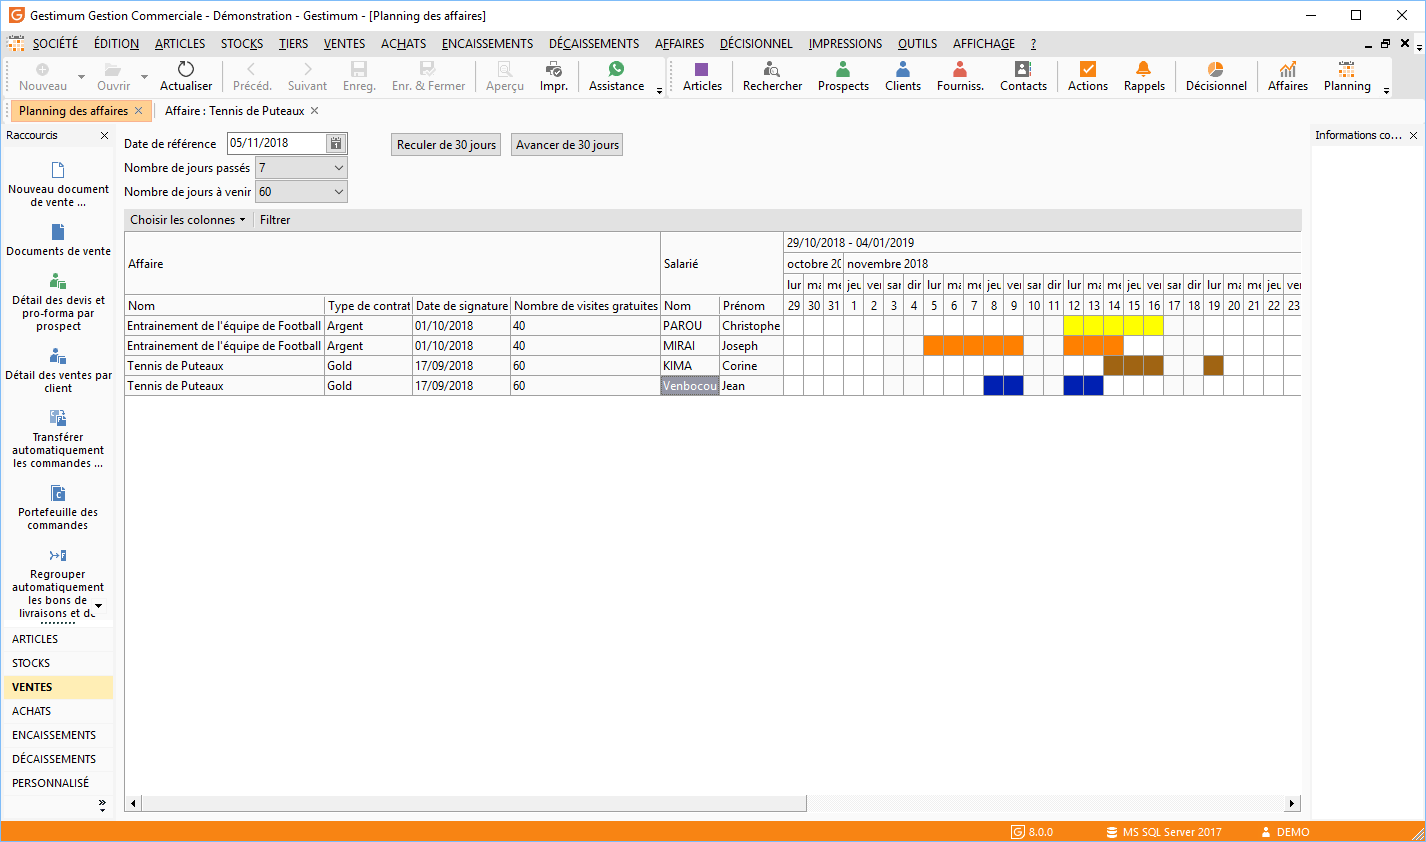 Gestimum Gestion Commerciale - Démonstration - Gestimum - [Planning des affaires]
SOCIÉTÉ ÉDITION ARTICLES STOCKS TIERS VENTES ACHATS ENCAISSEMENTS DÉCAISSEMENTS AFFAIRES DÉCISIONNEL IMPRESSIONS OUTILS AFFICHAGE ?
Nouveau Ouvrir Actualiser Précéd. Suivant Enreg. Enr. & Fermer Aperçu Impr. Assistance Articles Rechercher Prospects Clients Fourniss. Contacts Actions Rappels Décisionnel Affaires Planning
Planning des affaires Affaire : Tennis de Puteaux
Raccourcis
Nouveau document
de vente ...
Documents de vente
Détail des devis et
pro-forma par
prospect
Détail des ventes par
client
Transférer
automatiquement
les commandes ...
Portefeuille des
commandes
Regrouper
automatiquement
les bons de
livraisons et d
ARTICLES
STOCKS
VENTES
ACHATS
ENCAISSEMENTS
DÉCAISSEMENTS
PERSONNALISÉ
Date de référence 05/11/2018 Reculer de 30 jours Avancer de 30 jours
Nombre de jours passés 7
Nombre de jours à venir 60
Choisir les colonnes Filtrer
29/10/2018 - 04/01/2019
Affaire Salarié octobre 20 novembre 2018
lur ma me jeu ver sar dir lur ma me jeu ver sar dir lur ma me jeu ver sar dir lur ma me jeu ver
Nom Type de contrat Date de signature Nombre de visites gratuites Nom Prénom 29 30 31 1 2 3 4 5 6 7 8 9 10 11 12 13 14 15 16 17 18 19 20 21 22 23
Entrainement de l'équipe de Football Argent 01/10/2018 40 PAROU Christophe
Entrainement de l'équipe de Football Argent 01/10/2018 40 MIRAI Joseph
Tennis de Puteaux Gold 17/09/2018 60 KIMA Corine
Tennis de Puteaux Gold 17/09/2018 60 Venbocou Jean
Informations co...
8.0.0 MS SQL Server 2017 DEMO